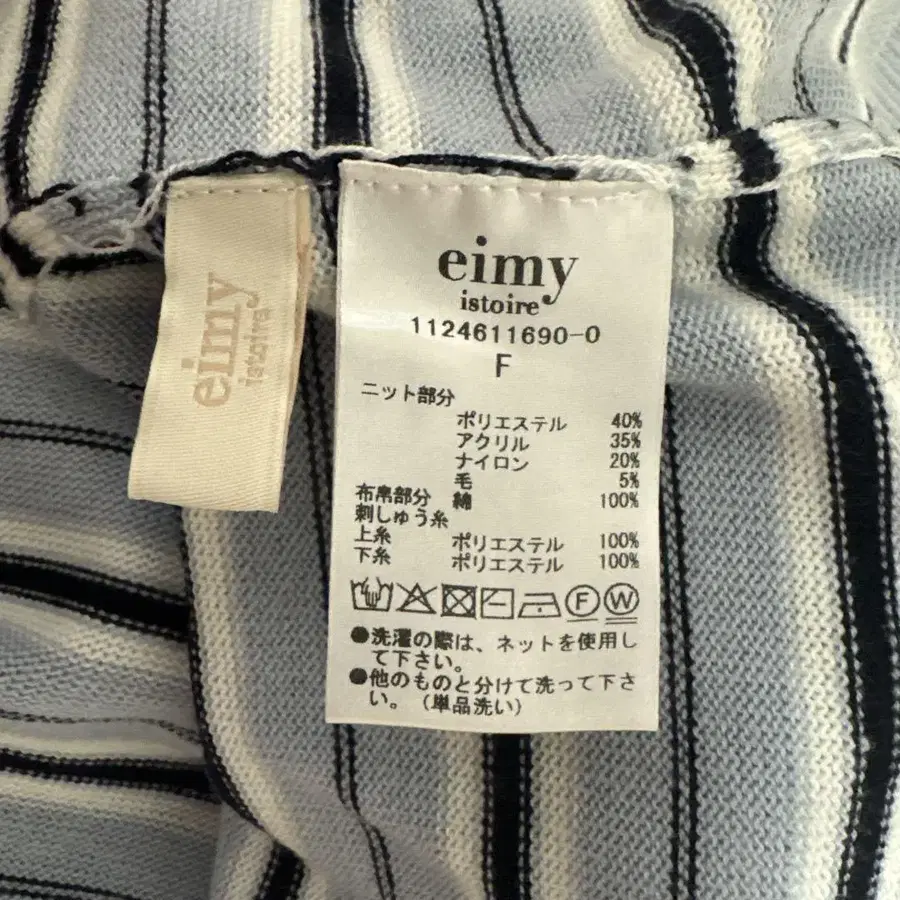 eimy
istoire
eimy
istoire
1124611690-0
F
ニット部分
ポリエステル 40%
アクリル 35%
ナイロン 20%
毛 5%
布帛部分 綿 100%
刺しゅう糸
上糸 ポリエステル 100%
下糸 ポリエステル 100%
F W
●洗濯の際は、ネットを使用し
て下さい。
●他のものと分けて洗って下さ
い。（単品洗い）